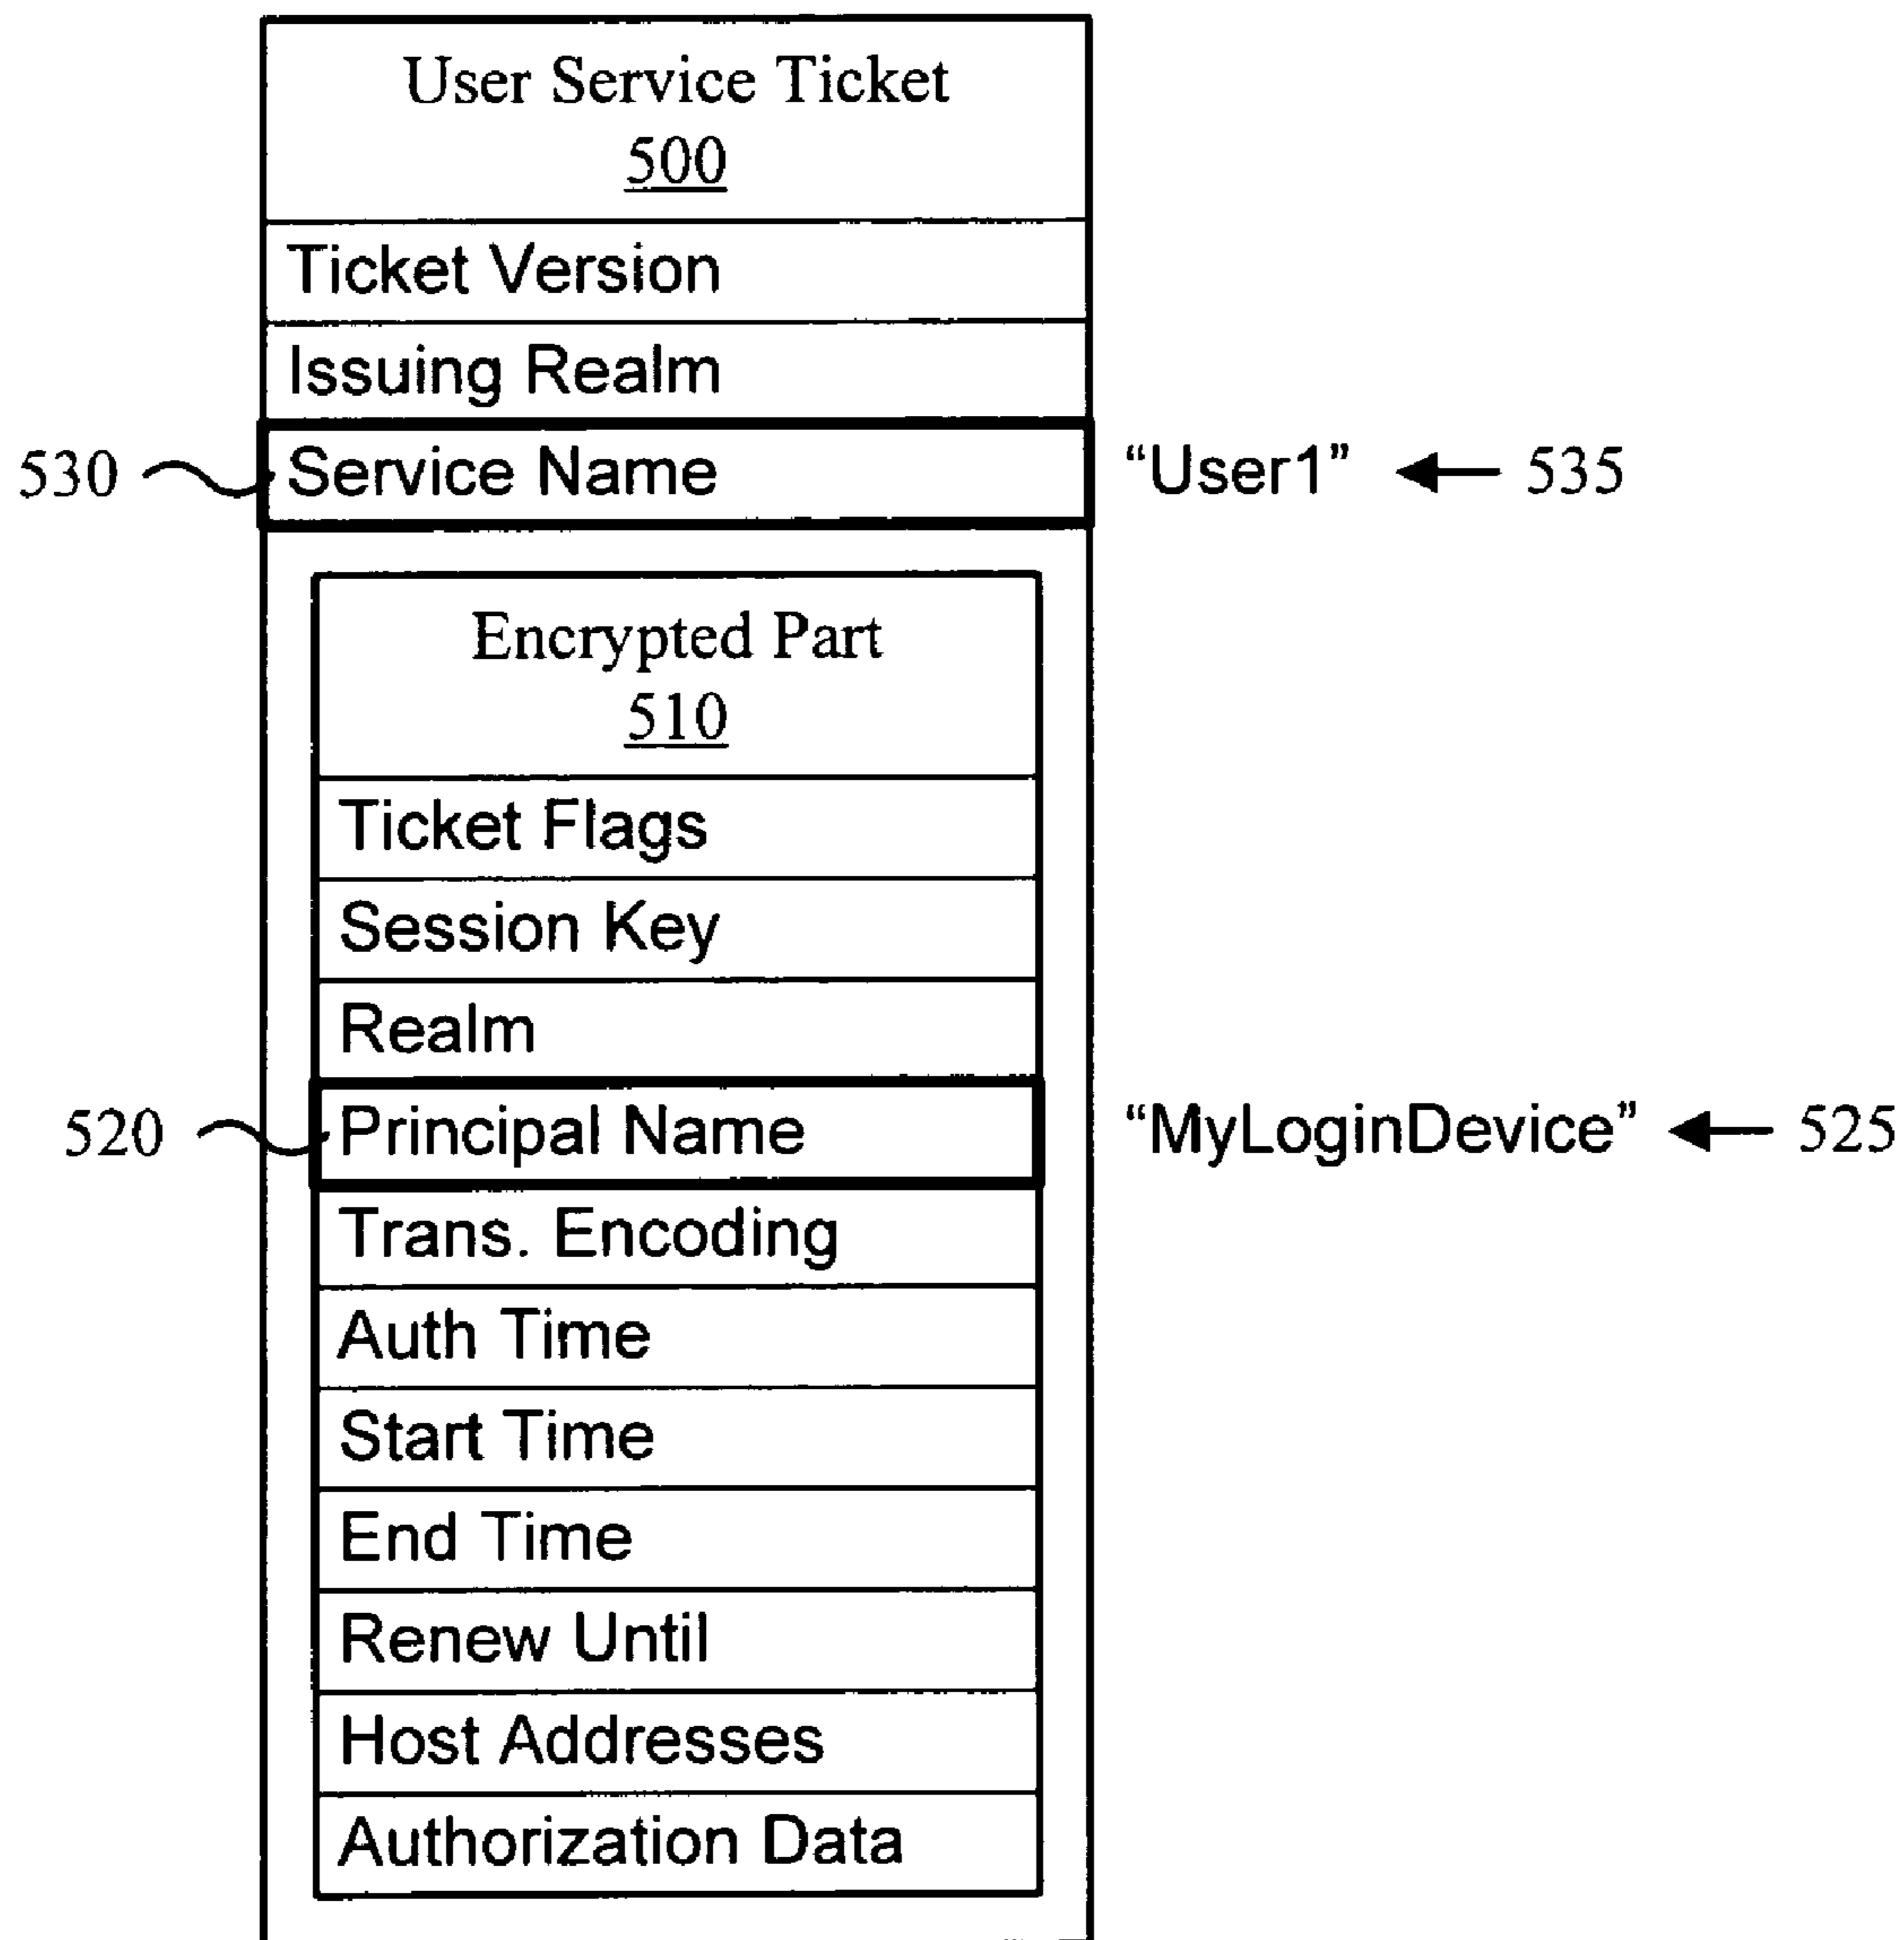 User Service Ticket
500
Ticket Version
Issuing Realm
530 Service Name “User1” 535
Encrypted Part
510
Ticket Flags
Session Key
Realm
520 Principal Name “MyLoginDevice” 525
Trans. Encoding
Auth Time
Start Time
End Time
Renew Until
Host Addresses
Authorization Data